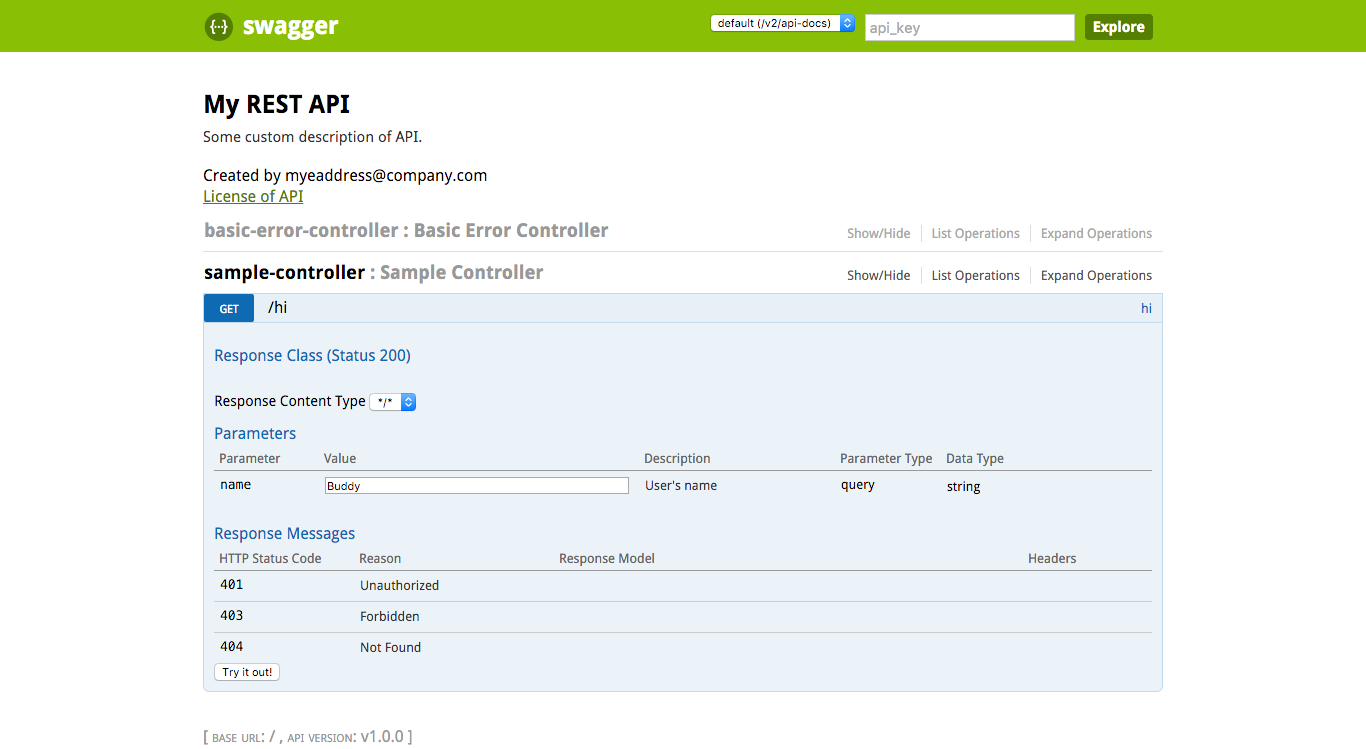 {···} swagger default (/v2/api-docs) api_key Explore
My REST API
Some custom description of API.
Created by myeaddress@company.com
License of API
basic-error-controller : Basic Error Controller Show/Hide List Operations Expand Operations
sample-controller : Sample Controller Show/Hide List Operations Expand Operations
GET /hi hi
Response Class (Status 200)
Response Content Type */*
Parameters
Parameter Value Description Parameter Type Data Type
name Buddy User's name query string
Response Messages
HTTP Status Code Reason Response Model Headers
401 Unauthorized
403 Forbidden
404 Not Found
Try it out!
[ BASE URL: / , API VERSION: v1.0.0 ]